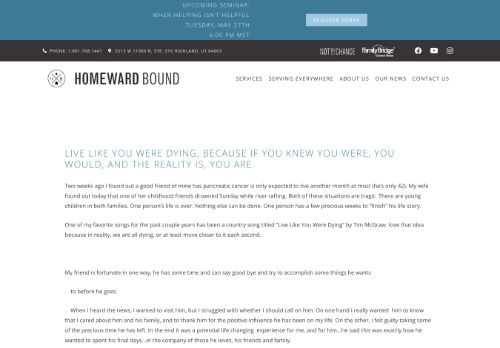 UPCOMING SEMINAR:
WHEN HELPING ISN'T HELPFUL
TUESDAY, MAY 27TH
6:00 PM MST
REGISTER TODAY
PHONE: 1.801.768.1441
5513 W 11000 N, STE. 316 HIGHLAND, UT 84003
NOT BY CHANCE
FamilyBridge
HOMEWARD BOUND
SERVICES SERVING EVERYWHERE ABOUT US OUR NEWS CONTACT US
LIVE LIKE YOU WERE DYING, BECAUSE IF YOU KNEW YOU WERE, YOU
WOULD, AND THE REALITY IS, YOU ARE.
Two weeks ago I found out a good friend of mine has pancreatic cancer is only expected to live another month at most (he's only 42). My wife
found out today that one of her childhood friends drowned Sunday while river rafting. Both of these situations are tragic. There are young
children in both families. One person's life is over. Nothing else can be done. One person has a few precious weeks to "finish" his life story.
One of my favorite songs for the past couple years has been a country song titled "Live Like You Were Dying" by Tim McGraw. love that idea
because in reality, we are all dying, or at least move closer to it each second.
My friend is fortunate in one way, he has some time and can say good bye and try to accomplish some things he wants
to before he goes.
When I heard the news, I wanted to visit him, but I struggled with whether I should call on him. On one hand I really wanted him to know
that I cared about him and his family, and to thank him for the positive influence he has been on my life. On the other, I felt guilty taking some
of the precious time he has left. In the end it was a potential life changing experience for me, and for him...he said this was exactly how he
wanted to spent his final days...in the company of those he loves, his friends and family.